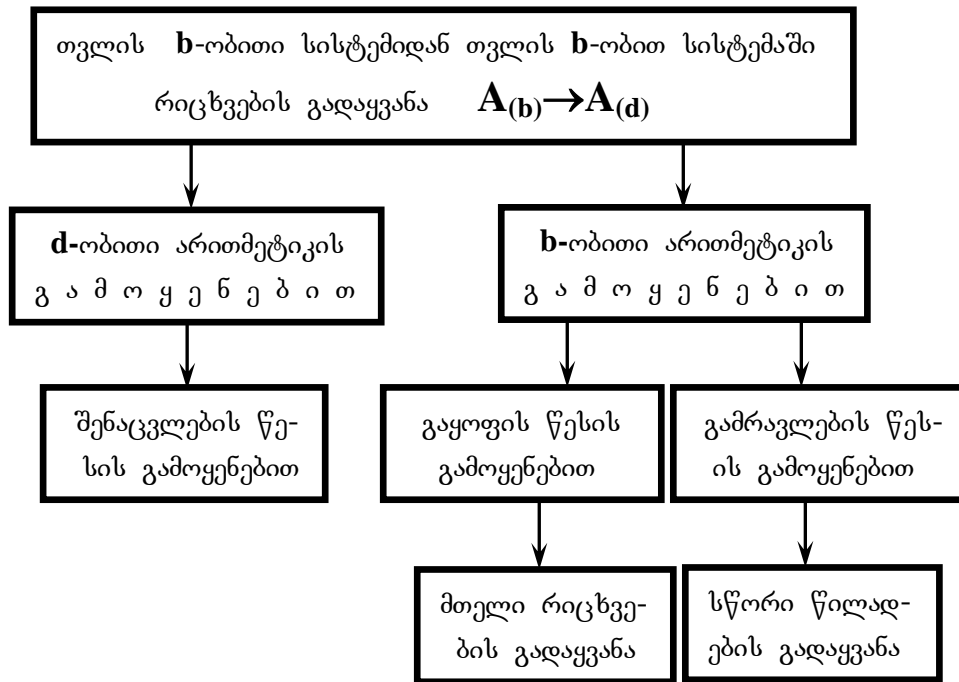 თვლის b-ობითი სისტემიდან თვლის b-ობით სისტემაში
რიცხვების გადაყვანა A(b)→A(d)
d-ობითი არითმეტიკის
გ ა მ ო ყ ე ნ ე ბ ი თ
b-ობითი არითმეტიკის
გ ა მ ო ყ ე ნ ე ბ ი თ
შენაცვლების წე-
სის გამოყენებით
გაყოფის წესის
გამოყენებით
გამრავლების წეს-
ის გამოყენებით
მთელი რიცხვე-
ბის გადაყვანა
სწორი წილად-
ების გადაყვანა